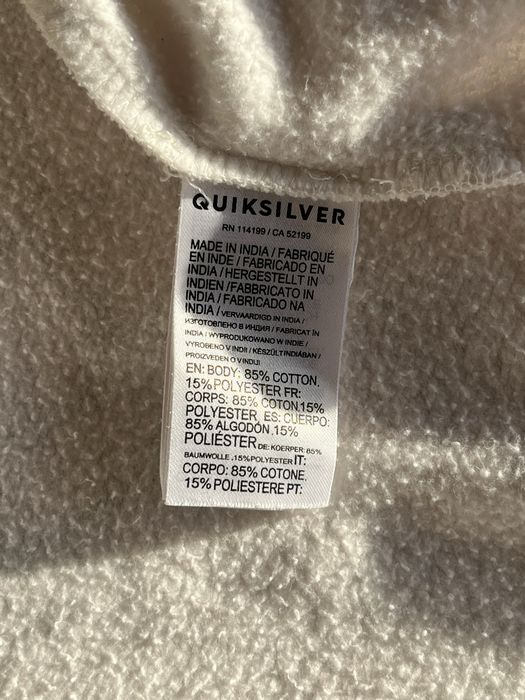 QUIKSILVER
RN 114199 / CA 52199
MADE IN INDIA / FABRIQUÉ
EN INDE / FABRICADO EN
INDIA / HERGESTELLT IN
INDIEN / FABBRICATO IN
INDIA / FABRICADO NA
INDIA / VERVAARDIGD IN INDIA /
ИЗГОТОВЛЕНО В ИНДИЯ / FABRICAT ÎN
INDIA / WYPRODUKOWANO W INDIE /
VYROBENO V INDII / KÉSZÜLT INDIÁBAN /
PROIZVEDEN O V INDIJI
EN: BODY: 85% COTTON.
15% POLYESTER FR:
CORPS: 85% COTON.15%
POLYESTER, ES: CUERPO:
85% ALGODÓN .15%
POLIÉSTER DE: KOERPER: 85%
BAUMWOLLE .15% POLYESTER IT:
CORPO: 85% COTONE.
15% POLIESTERE PT: